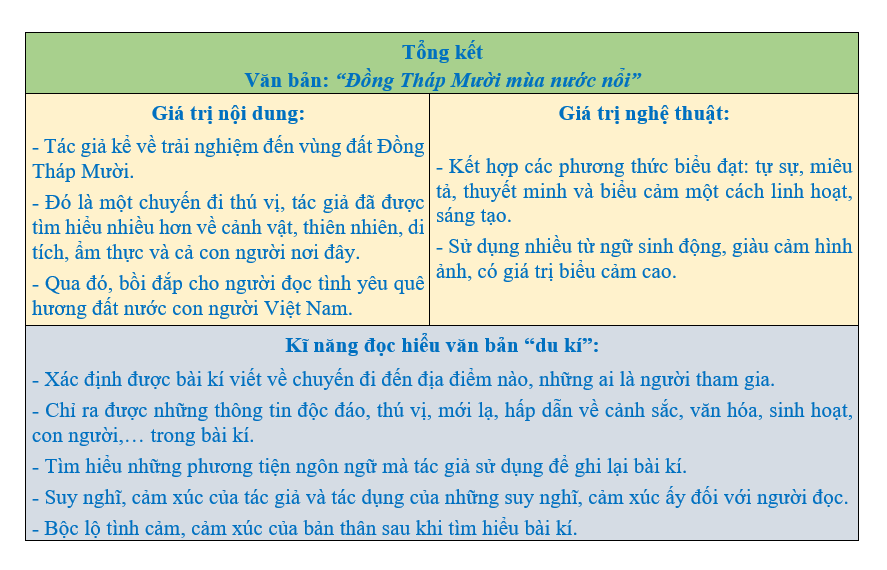 Tổng kết
Văn bản: “Đồng Tháp Mười mùa nước nổi”
Giá trị nội dung:
- Tác giả kể về trải nghiệm đến vùng đất Đồng
Tháp Mười.
- Đó là một chuyến đi thú vị, tác giả đã được
tìm hiểu nhiều hơn về cảnh vật, thiên nhiên, di
tích, ẩm thực và cả con người nơi đây.
- Qua đó, bồi đắp cho người đọc tình yêu quê
hương đất nước con người Việt Nam.
Giá trị nghệ thuật:
- Kết hợp các phương thức biểu đạt: tự sự, miêu
tả, thuyết minh và biểu cảm một cách linh hoạt,
sáng tạo.
- Sử dụng nhiều từ ngữ sinh động, giàu cảm hình
ảnh, có giá trị biểu cảm cao.
Kĩ năng đọc hiểu văn bản “du kí”:
- Xác định được bài kí viết về chuyến đi đến địa điểm nào, những ai là người tham gia.
- Chỉ ra được những thông tin độc đáo, thú vị, mới lạ, hấp dẫn về cảnh sắc, văn hóa, sinh hoạt,
con người,… trong bài kí.
- Tìm hiểu những phương tiện ngôn ngữ mà tác giả sử dụng để ghi lại bài kí.
- Suy nghĩ, cảm xúc của tác giả và tác dụng của những suy nghĩ, cảm xúc ấy đối với người đọc.
- Bộc lộ tình cảm, cảm xúc của bản thân sau khi tìm hiểu bài kí.